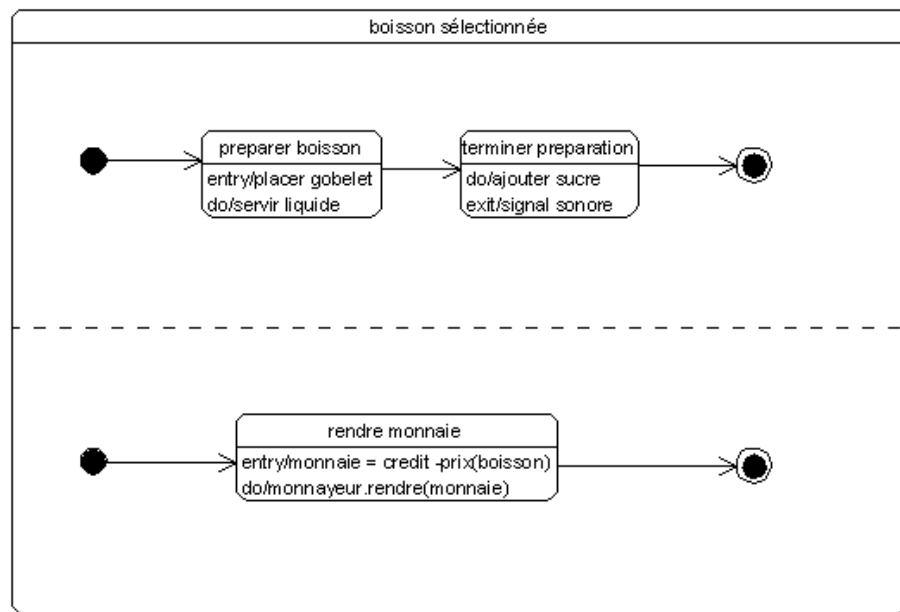 boisson sélectionnée
preparer boisson
entry/placer gobelet
do/servir liquide
terminer preparation
do/ajouter sucre
exit/signal sonore
rendre monnaie
entry/monnaie = credit -prix(boisson)
do/monnayeur.rendre(monnaie)